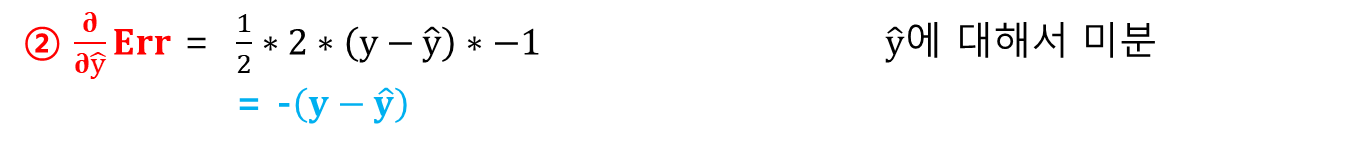 ② ∂/∂ŷ Err = 1/2 * 2 * (y − ŷ) * −1 ŷ에 대해서 미분
= -(y − ŷ)